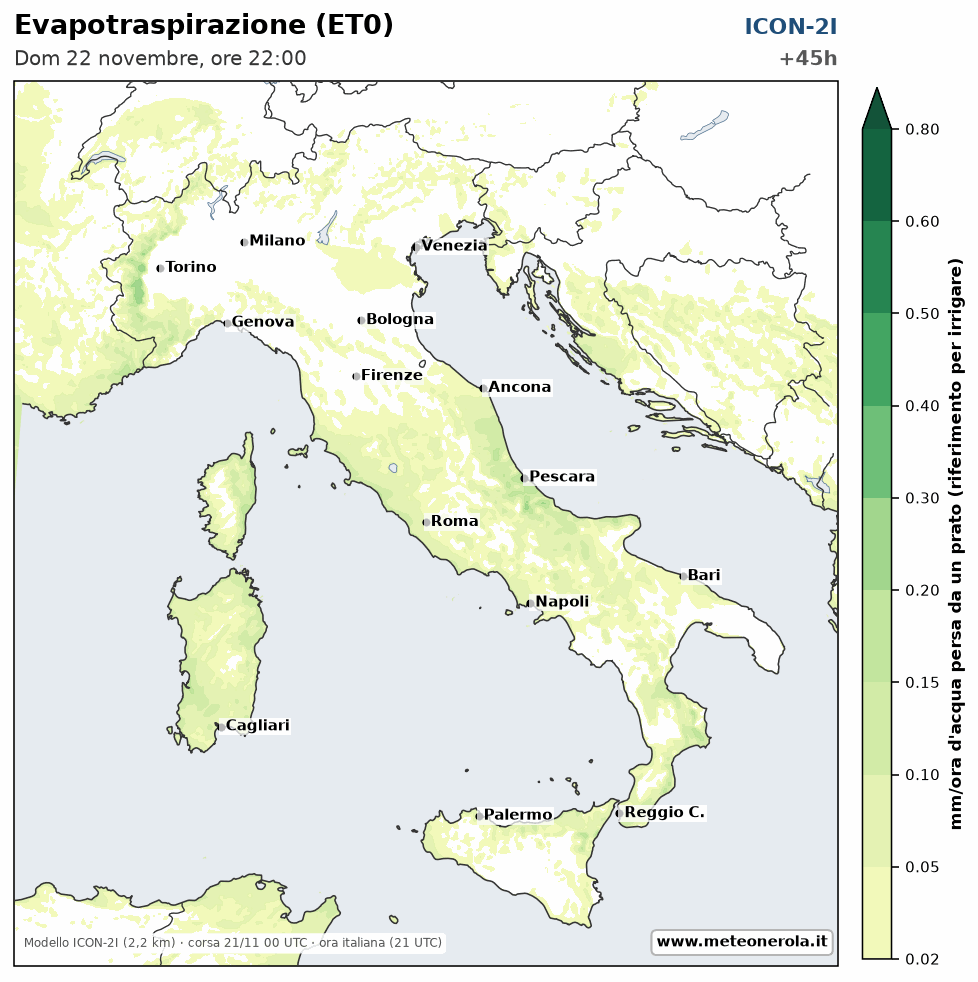 Evapotraspirazione (ET0)
ICON-2I
Dom 22 novembre, ore 22:00
+45h
Milano
Venezia
Torino
Genova
Bologna
Firenze
Ancona
Pescara
Roma
Bari
Napoli
Cagliari
Palermo
Reggio C.
0.80
0.60
0.50
0.40
0.30
0.20
0.15
0.10
0.05
0.02
mm/ora d'acqua persa da un prato (riferimento per irrigare)
Modello ICON-2I (2,2 km) · corsa 21/11 00 UTC · ora italiana (21 UTC)
www.meteonerola.it